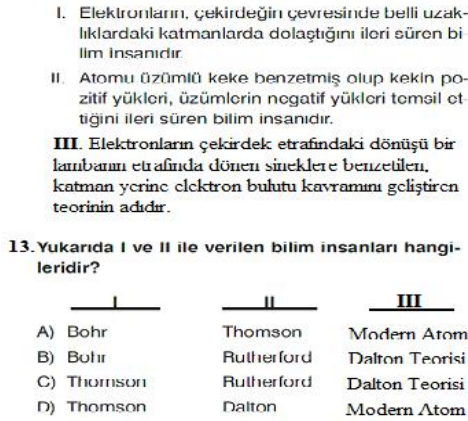 I. Elektronların, çekirdeğin çevresinde belli uzak-
lıklardaki katmanlarda dolaştığını ileri süren bi-
lim insanıdır.
II. Atomu üzümlü keke benzetmiş olup kekin po-
zitif yükleri, üzümlerin negatif yükleri temsil et-
tiğini ileri süren bilim insanıdır.
III. Elektronların çekirdek etrafındaki dönüşü bir
lambanın etrafında dönen sineklere benzetilen,
katman yerine elektron bulutu kavramını geliştiren
teorinin adıdır.
13. Yukarıda I ve II ile verilen bilim insanları hangi-
leridir?
I II III
A) Bohr Thomson Modern Atom
B) Bohr Rutherford Dalton Teorisi
C) Thomson Rutherford Dalton Teorisi
D) Thomson Dalton Modern Atom